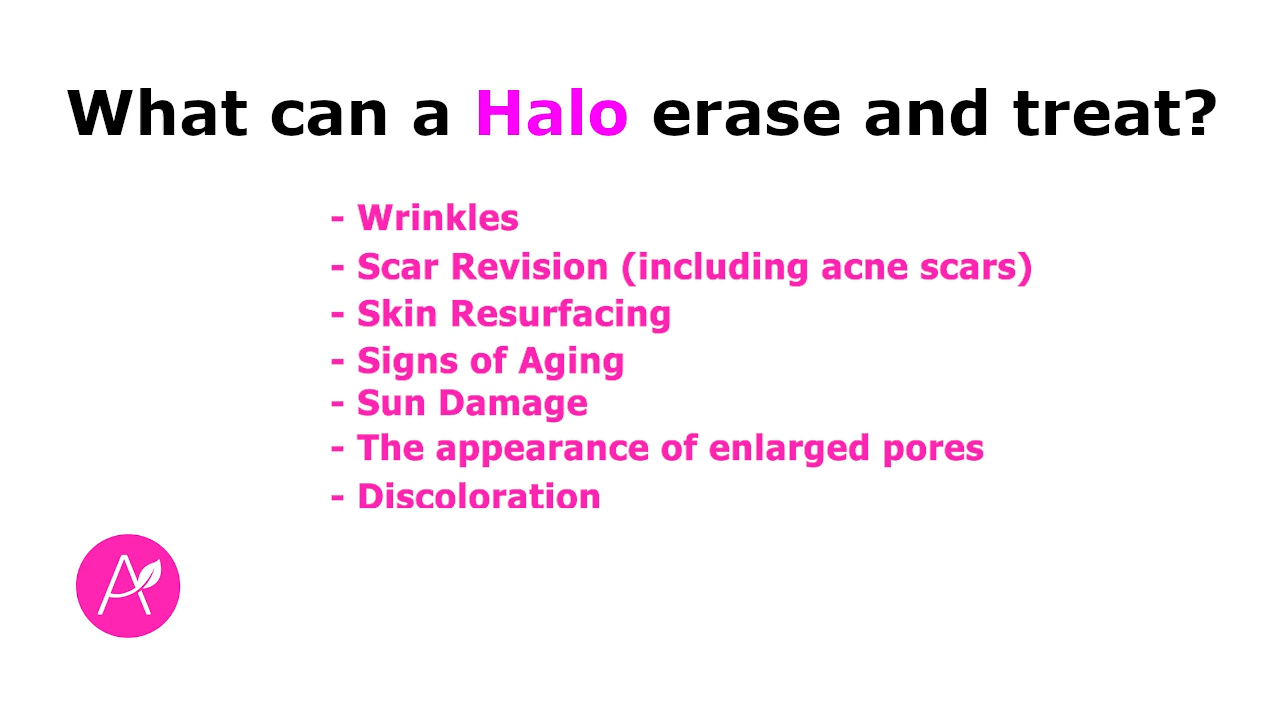 What can a Halo erase and treat?
- Wrinkles
- Scar Revision (including acne scars)
- Skin Resurfacing
- Signs of Aging
- Sun Damage
- The appearance of enlarged pores
- Discoloration
A